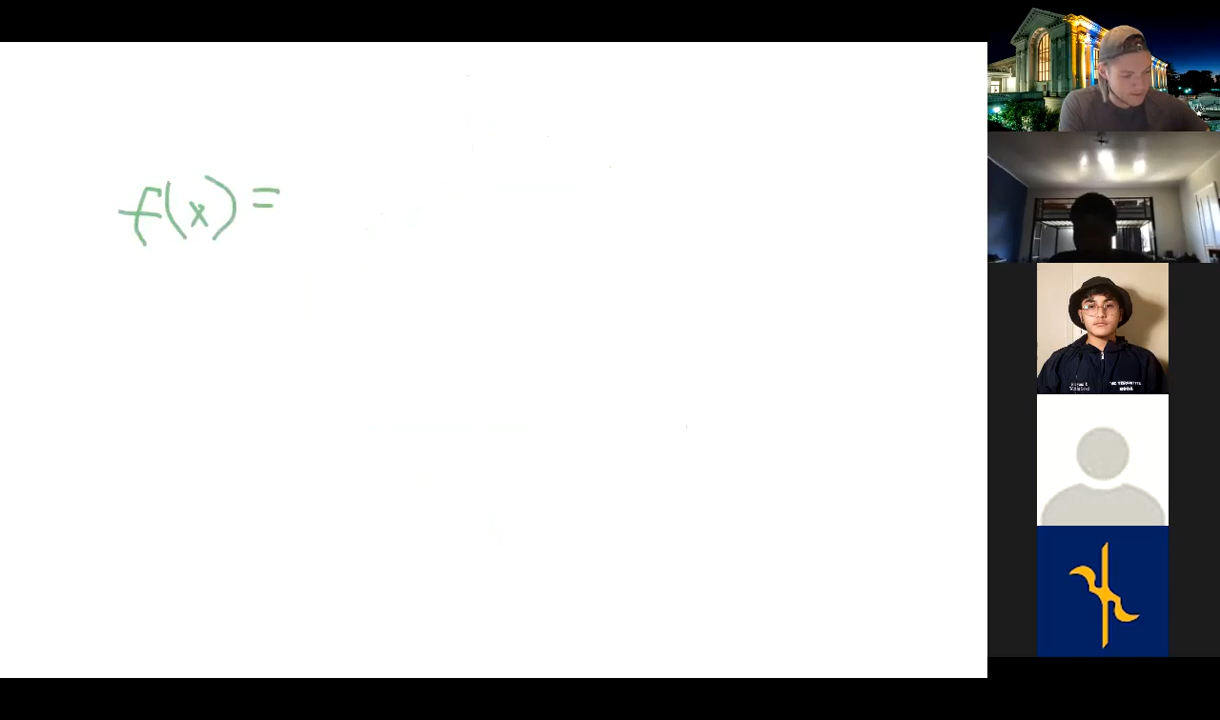 f(x) =